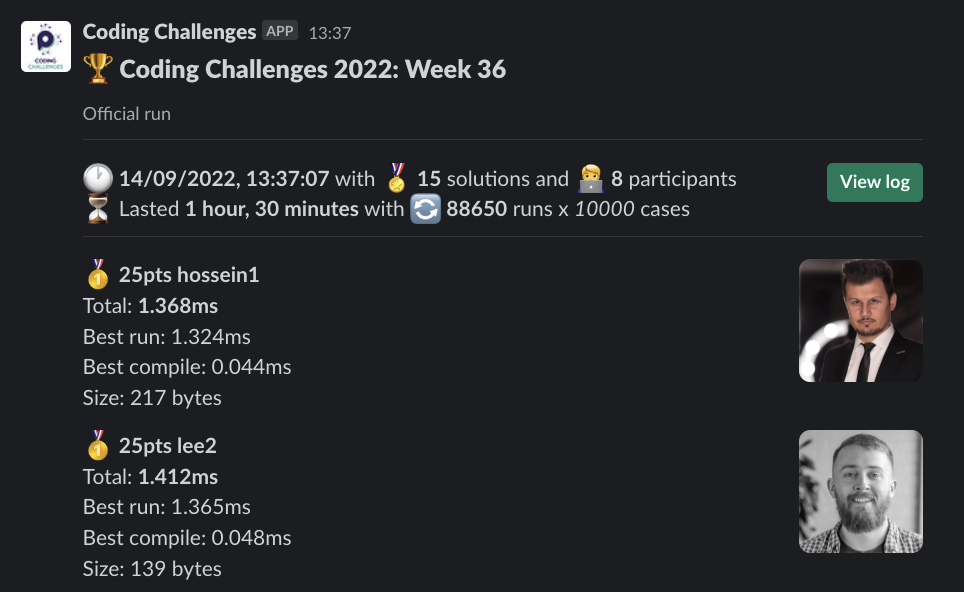 Coding Challenges APP 13:37
Coding Challenges 2022: Week 36
Official run
14/09/2022, 13:37:07 with 15 solutions and 8 participants
View log
Lasted 1 hour, 30 minutes with 88650 runs x 10000 cases
25pts hossein1
Total: 1.368ms
Best run: 1.324ms
Best compile: 0.044ms
Size: 217 bytes
25pts lee2
Total: 1.412ms
Best run: 1.365ms
Best compile: 0.048ms
Size: 139 bytes
CODING
CHALLENGES